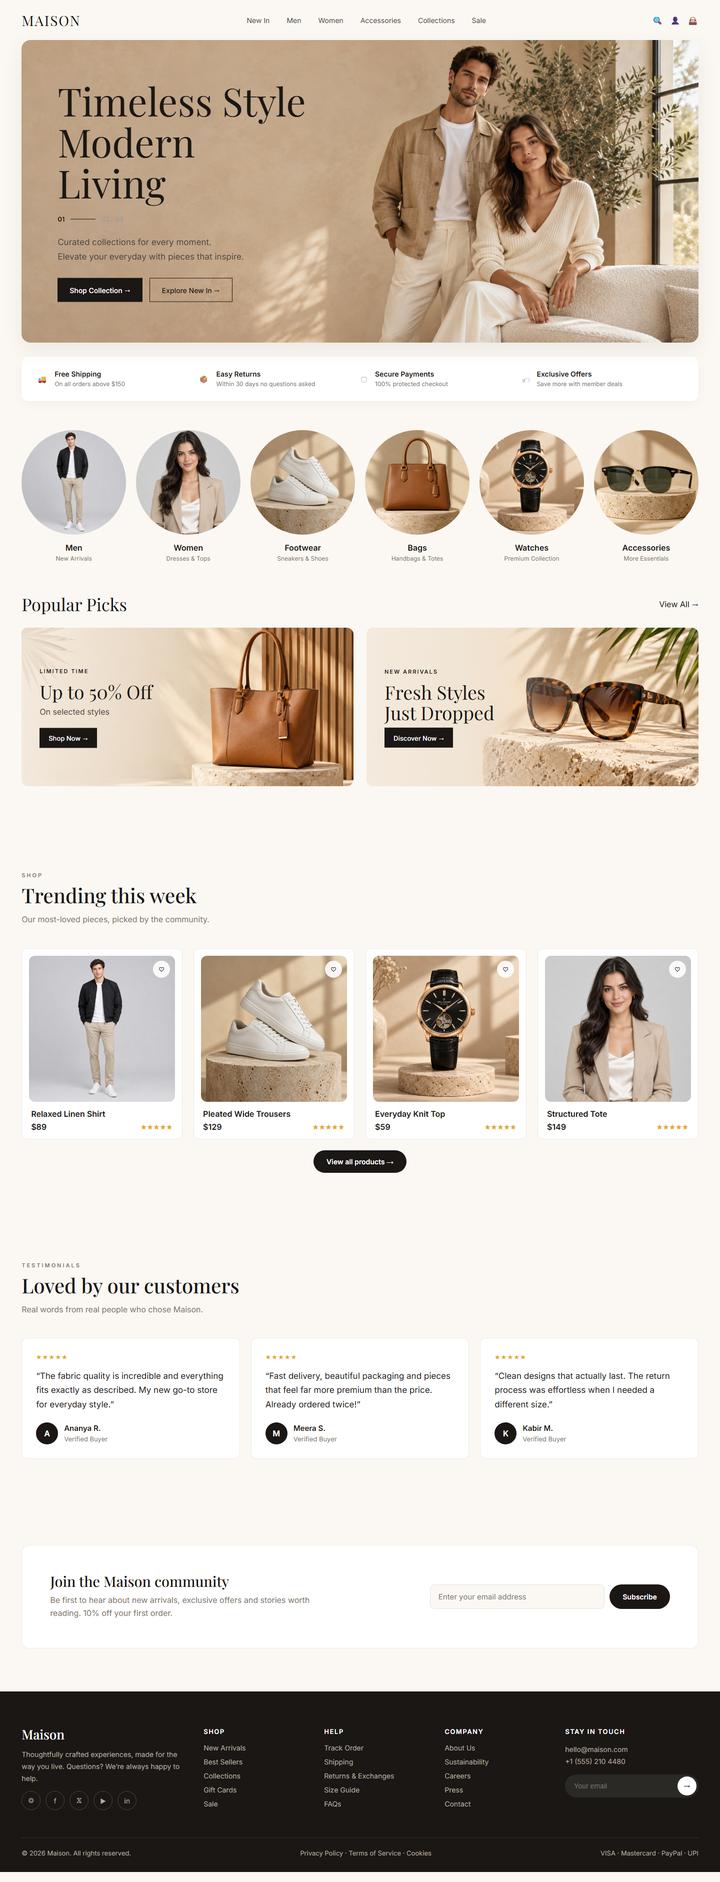 MAISON
New In
Men
Women
Accessories
Collections
Sale
Timeless Style
Modern
Living
01
Curated collections for every moment.
Elevate your everyday with pieces that inspire.
Shop Collection →
Explore New In →
Free Shipping
On all orders above $150
Easy Returns
Within 30 days no questions asked
Secure Payments
100% protected checkout
Exclusive Offers
Save more with member deals
Men
New Arrivals
Women
Dresses & Tops
Footwear
Sneakers & Shoes
Bags
Handbags & Totes
Watches
Premium Collection
Accessories
More Essentials
Popular Picks
View All →
LIMITED TIME
Up to 50% Off
On selected styles
Shop Now →
NEW ARRIVALS
Fresh Styles
Just Dropped
Discover Now →
SHOP
Trending this week
Our most-loved pieces, picked by the community.
Relaxed Linen Shirt
$89
★★★★★
Pleated Wide Trousers
$129
★★★★★
Everyday Knit Top
$59
★★★★★
Structured Tote
$149
★★★★★
View all products →
TESTIMONIALS
Loved by our customers
Real words from real people who chose Maison.
★★★★★
“The fabric quality is incredible and everything
fits exactly as described. My new go-to store
for everyday style.”
A
Ananya R.
Verified Buyer
★★★★★
“Fast delivery, beautiful packaging and pieces
that feel far more premium than the price.
Already ordered twice!”
M
Meera S.
Verified Buyer
★★★★★
“Clean designs that actually last. The return
process was effortless when I needed a
different size.”
K
Kabir M.
Verified Buyer
Join the Maison community
Be first to hear about new arrivals, exclusive offers and stories worth
reading. 10% off your first order.
Enter your email address
Subscribe
Maison
Thoughtfully crafted experiences, made for the
way you live. Questions? We're always happy to
help.
f
𝕏
▶
in
SHOP
New Arrivals
Best Sellers
Collections
Gift Cards
Sale
HELP
Track Order
Shipping
Returns & Exchanges
Size Guide
FAQs
COMPANY
About Us
Sustainability
Careers
Press
Contact
STAY IN TOUCH
hello@maison.com
+1 (555) 210 4480
Your email
→
© 2026 Maison. All rights reserved.
Privacy Policy · Terms of Service · Cookies
VISA · Mastercard · PayPal · UPI